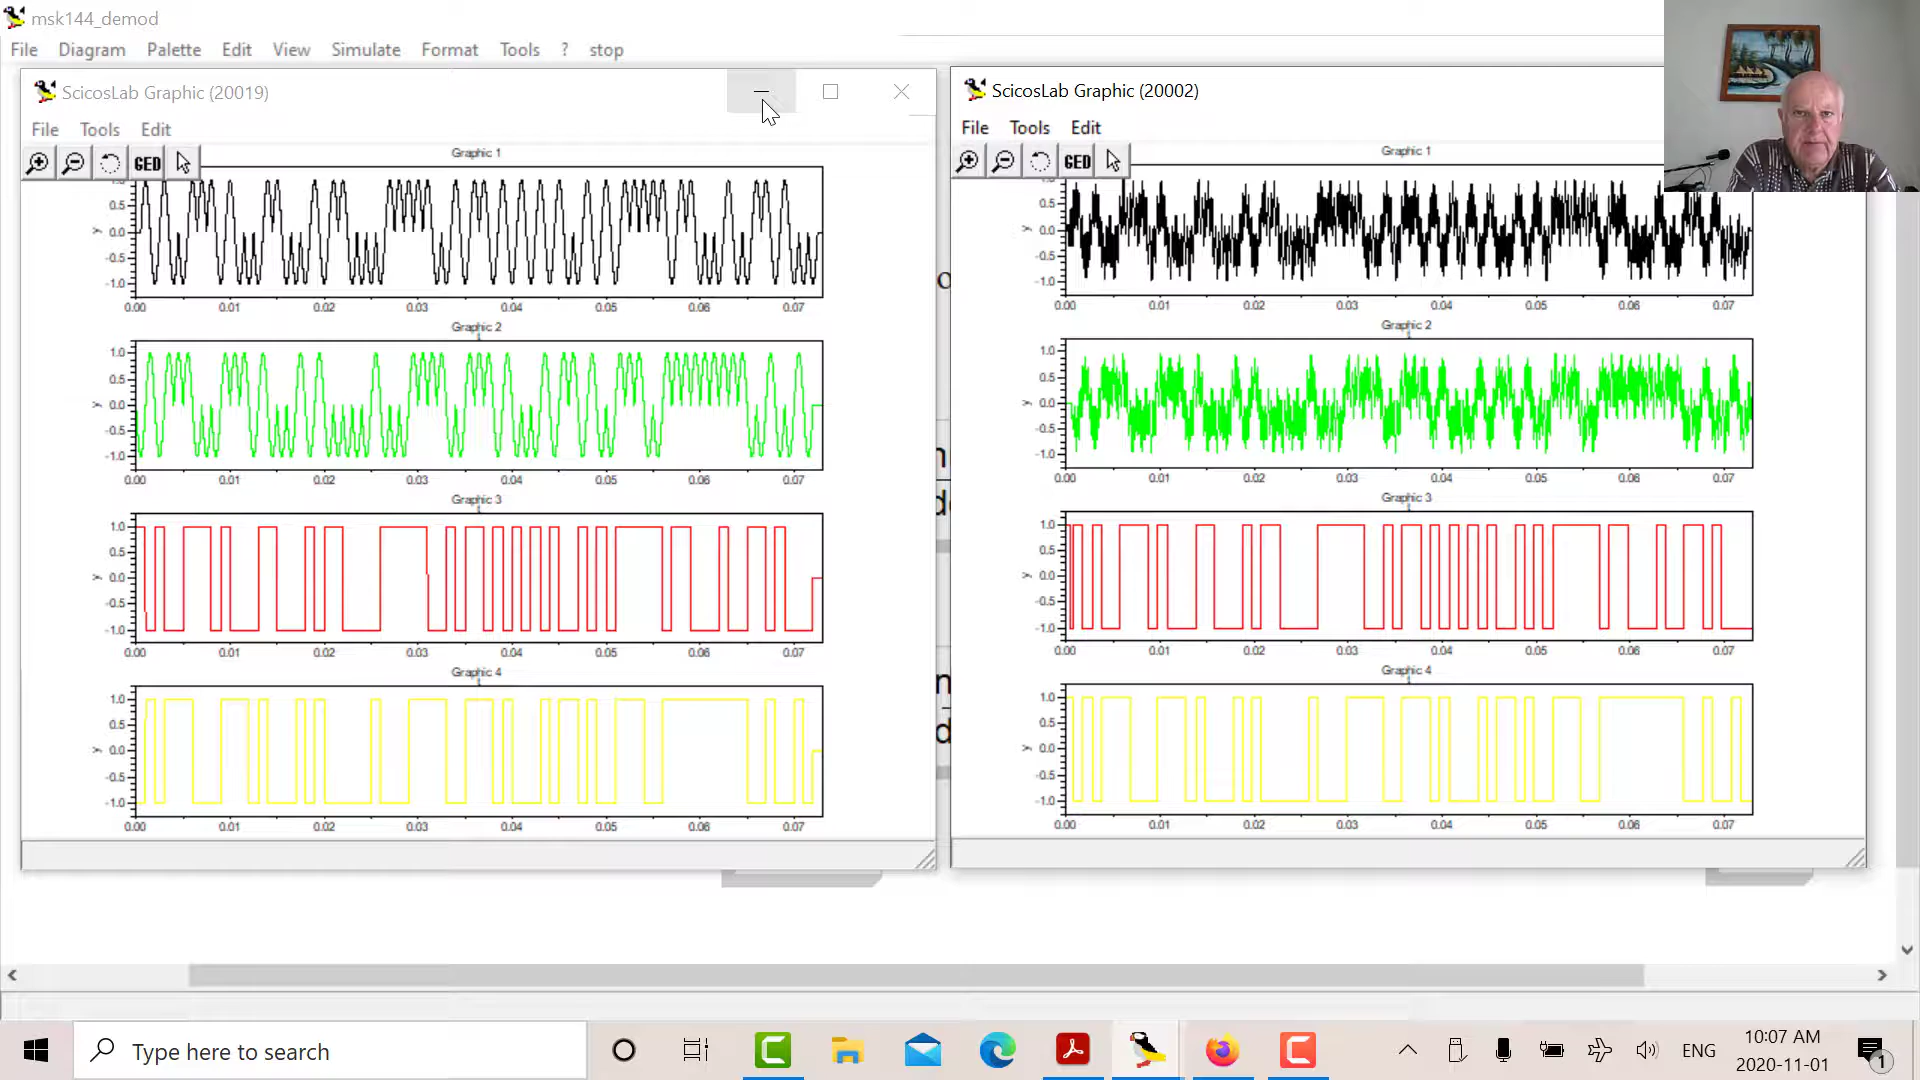 msk144_demod
File Diagram Palette Edit View Simulate Format Tools ? stop
ScicosLab Graphic (20019)
File Tools Edit
GED
Graphic 1
0.5
0.0
-0.5
-1.0
y
0.00 0.01 0.02 0.03 0.04 0.05 0.06 0.07
Graphic 2
1.0
0.5
0.0
-0.5
-1.0
y
0.00 0.01 0.02 0.03 0.04 0.05 0.06 0.07
Graphic 3
1.0
0.5
0.0
-0.5
-1.0
y
0.00 0.01 0.02 0.03 0.04 0.05 0.06 0.07
Graphic 4
1.0
0.5
0.0
-0.5
-1.0
y
0.00 0.01 0.02 0.03 0.04 0.05 0.06 0.07
ScicosLab Graphic (20002)
File Tools Edit
GED
Graphic 1
0.5
0.0
-0.5
-1.0
y
0.00 0.01 0.02 0.03 0.04 0.05 0.06 0.07
Graphic 2
1.0
0.5
0.0
-0.5
-1.0
y
0.00 0.01 0.02 0.03 0.04 0.05 0.06 0.07
Graphic 3
1.0
0.5
0.0
-0.5
-1.0
y
0.00 0.01 0.02 0.03 0.04 0.05 0.06 0.07
Graphic 4
1.0
0.5
0.0
-0.5
-1.0
y
0.00 0.01 0.02 0.03 0.04 0.05 0.06 0.07
Type here to search
ENG
10:07 AM
2020-11-01
1